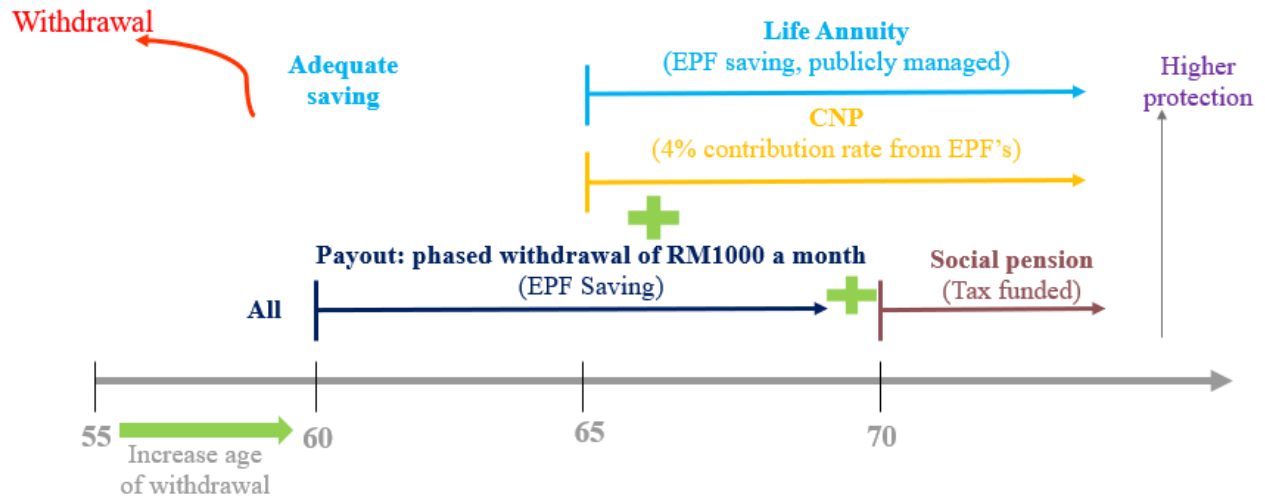 Withdrawal
Adequate
saving
Life Annuity
(EPF saving, publicly managed)
CNP
(4% contribution rate from EPF’s)
Higher
protection
Payout: phased withdrawal of RM1000 a month
(EPF Saving)
All
Social pension
(Tax funded)
55
60
65
70
Increase age
of withdrawal